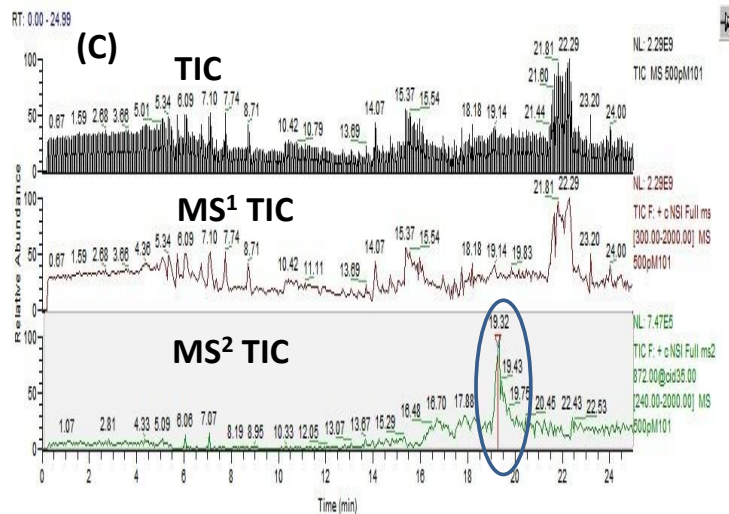 RT: 0.00 - 24.99
(C)
TIC
NL: 2.29E9
TIC MS 500pM101
100
50
0
0.67 1.59 2.68 3.66 5.01 5.34 6.09 7.10 7.74 8.71 10.42 10.79 13.69 14.07 15.37 15.54 18.18 19.14 21.44 21.60 21.81 22.29 23.20 24.00
MS1 TIC
NL: 2.29E9
TIC F: + c NSI Full ms
[300.00-2000.00] MS
500pM101
100
50
0
0.67 1.59 2.68 3.66 4.36 5.34 6.09 7.10 7.74 8.71 10.42 11.11 13.69 14.07 15.37 15.54 18.18 19.14 19.83 21.81 22.29 23.20 24.00
Relative Abundance
MS2 TIC
NL: 7.47E5
TIC F: + c NSI Full ms2
872.00@cid35.00
[240.00-2000.00] MS
500pM101
100
50
0
1.07 2.81 4.33 5.09 6.06 7.07 8.19 8.95 10.33 12.05 13.07 13.67 15.29 16.48 16.70 17.88 19.32 19.43 19.75 20.45 22.43 22.53
0 2 4 6 8 10 12 14 16 18 20 22 24
Time (min)